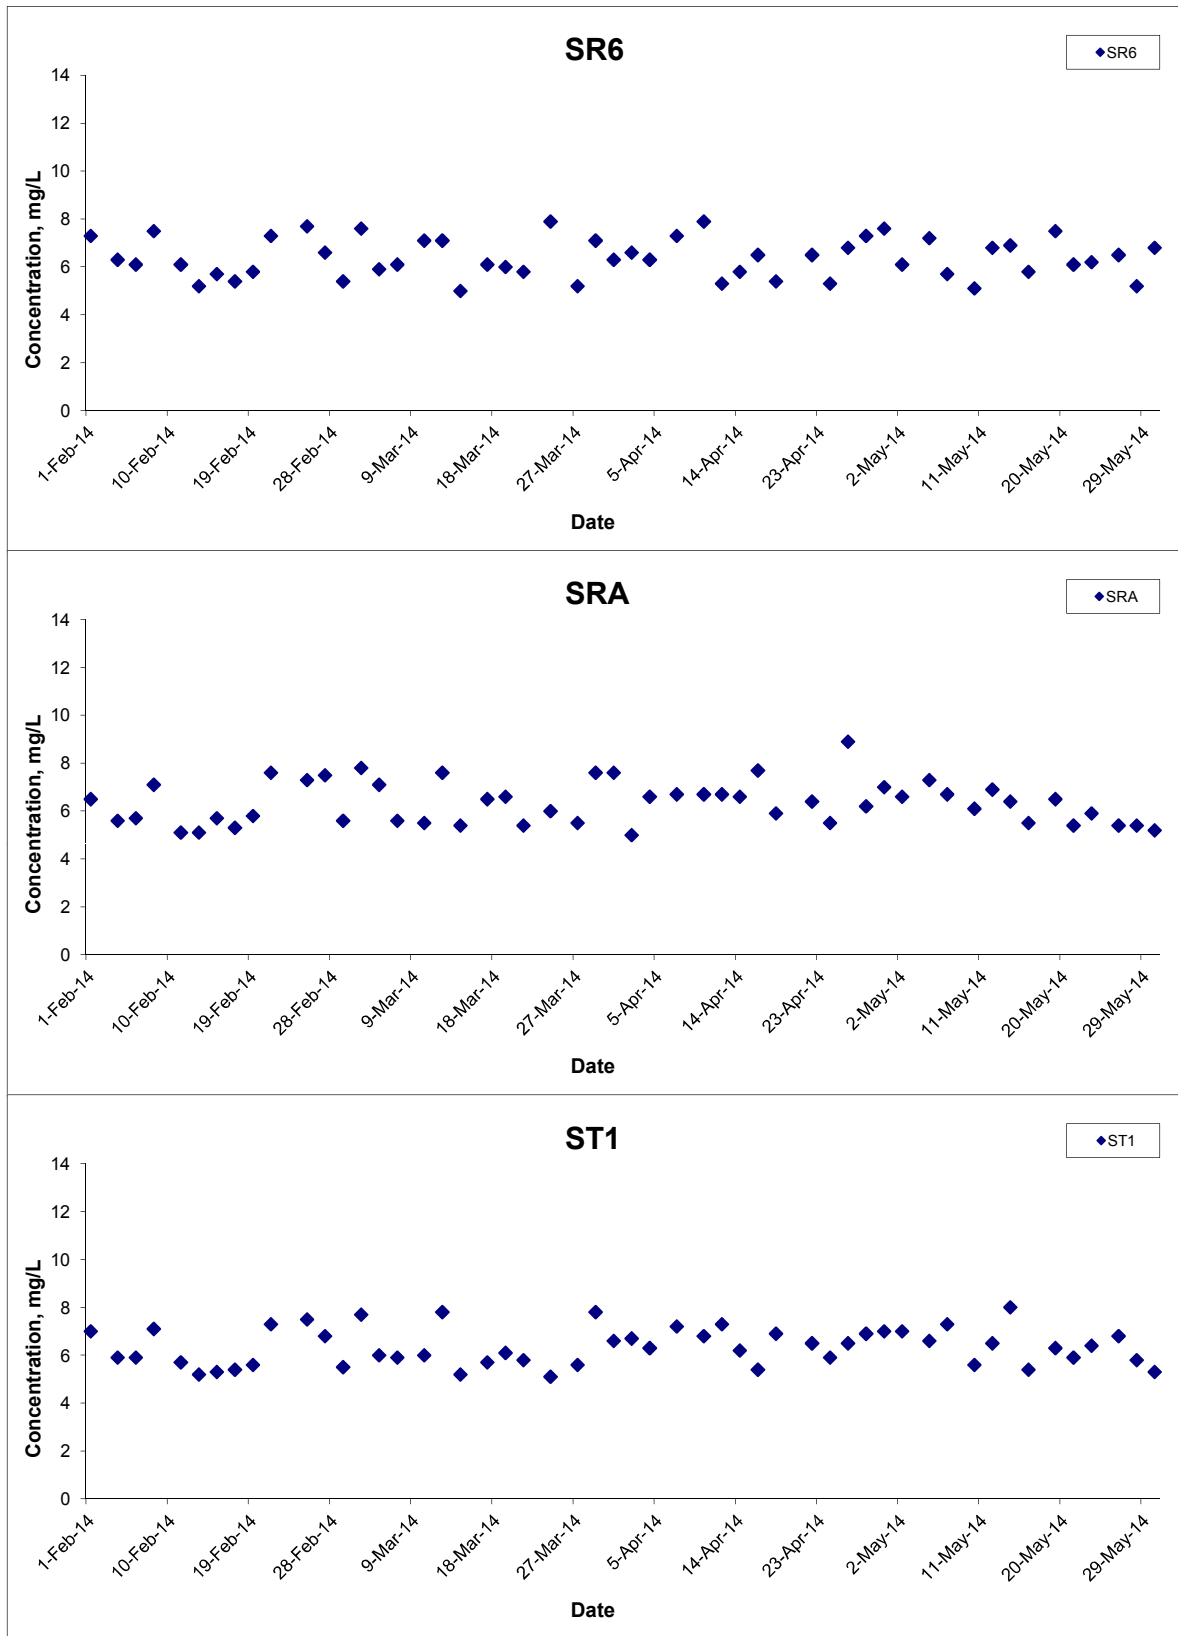 SR6
SR6
14
12
10
8
6
4
2
0
Concentration, mg/L
1-Feb-14
10-Feb-14
19-Feb-14
28-Feb-14
9-Mar-14
18-Mar-14
27-Mar-14
5-Apr-14
14-Apr-14
23-Apr-14
2-May-14
11-May-14
20-May-14
29-May-14
Date
SRA
SRA
14
12
10
8
6
4
2
0
Concentration, mg/L
1-Feb-14
10-Feb-14
19-Feb-14
28-Feb-14
9-Mar-14
18-Mar-14
27-Mar-14
5-Apr-14
14-Apr-14
23-Apr-14
2-May-14
11-May-14
20-May-14
29-May-14
Date
ST1
ST1
14
12
10
8
6
4
2
0
Concentration, mg/L
1-Feb-14
10-Feb-14
19-Feb-14
28-Feb-14
9-Mar-14
18-Mar-14
27-Mar-14
5-Apr-14
14-Apr-14
23-Apr-14
2-May-14
11-May-14
20-May-14
29-May-14
Date